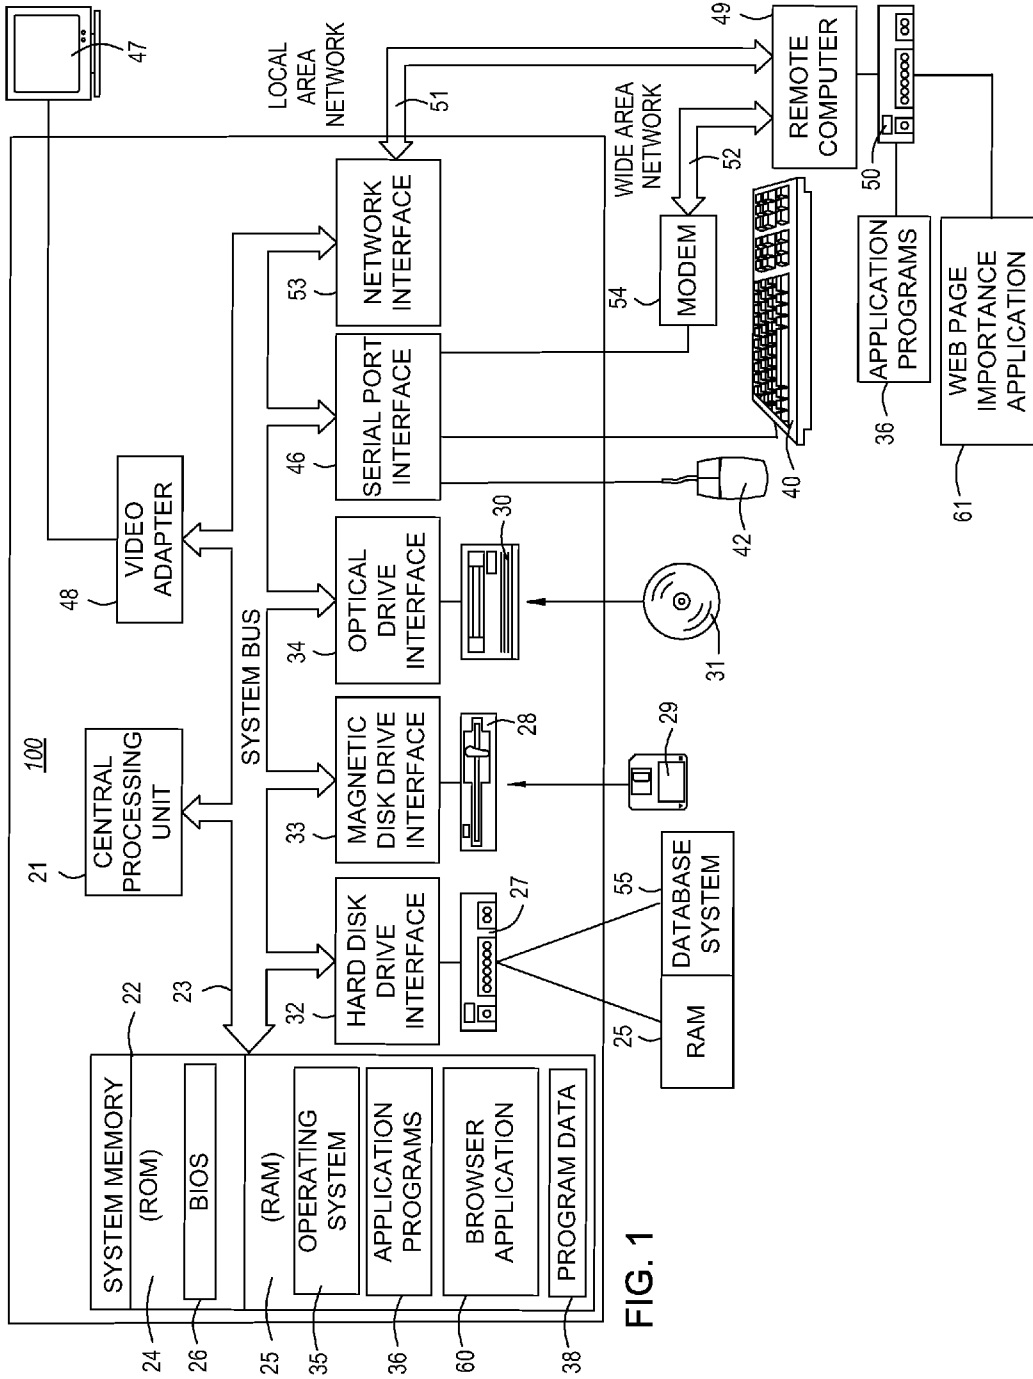 100
47
SYSTEM MEMORY
22
(ROM)
24
BIOS
26
(RAM)
25
OPERATING
SYSTEM
35
APPLICATION
PROGRAMS
36
BROWSER
APPLICATION
60
PROGRAM DATA
38
23
21
CENTRAL
PROCESSING
UNIT
SYSTEM BUS
48
VIDEO
ADAPTER
32
HARD DISK
DRIVE
INTERFACE
33
MAGNETIC
DISK DRIVE
INTERFACE
34
OPTICAL
DRIVE
INTERFACE
46
SERIAL PORT
INTERFACE
53
NETWORK
INTERFACE
27
28
30
LOCAL
AREA
NETWORK
51
WIDE AREA
NETWORK
52
54
MODEM
49
REMOTE
COMPUTER
50
25
RAM
55
DATABASE
SYSTEM
29
31
42
40
36
APPLICATION
PROGRAMS
61
WEB PAGE
IMPORTANCE
APPLICATION
FIG. 1